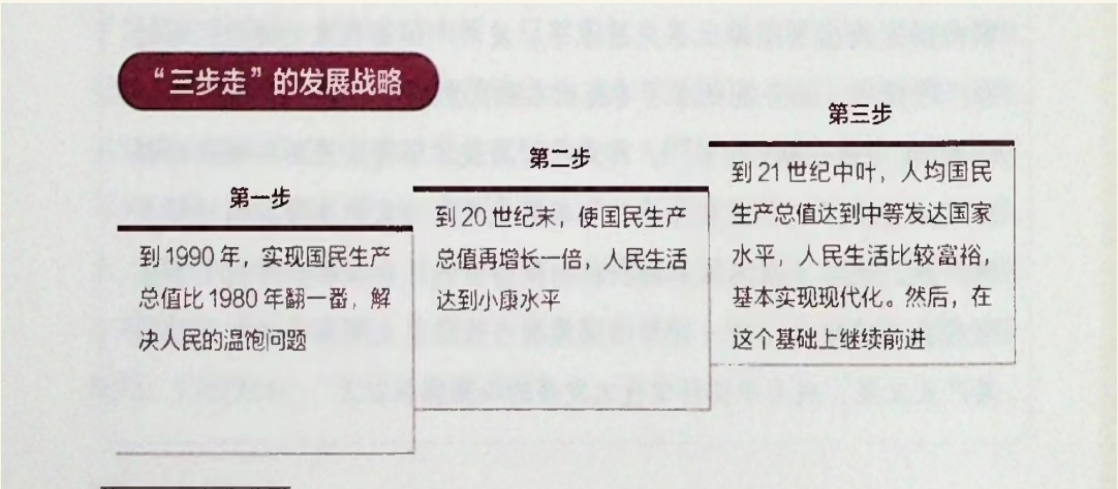 “三步走”的发展战略
第一步
到1990年，实现国民生产
总值比1980年翻一番，解
决人民的温饱问题
第二步
到20世纪末，使国民生产
总值再增长一倍，人民生活
达到小康水平
第三步
到21世纪中叶，人均国民
生产总值达到中等发达国家
水平，人民生活比较富裕，
基本实现现代化。然后，在
这个基础上继续前进